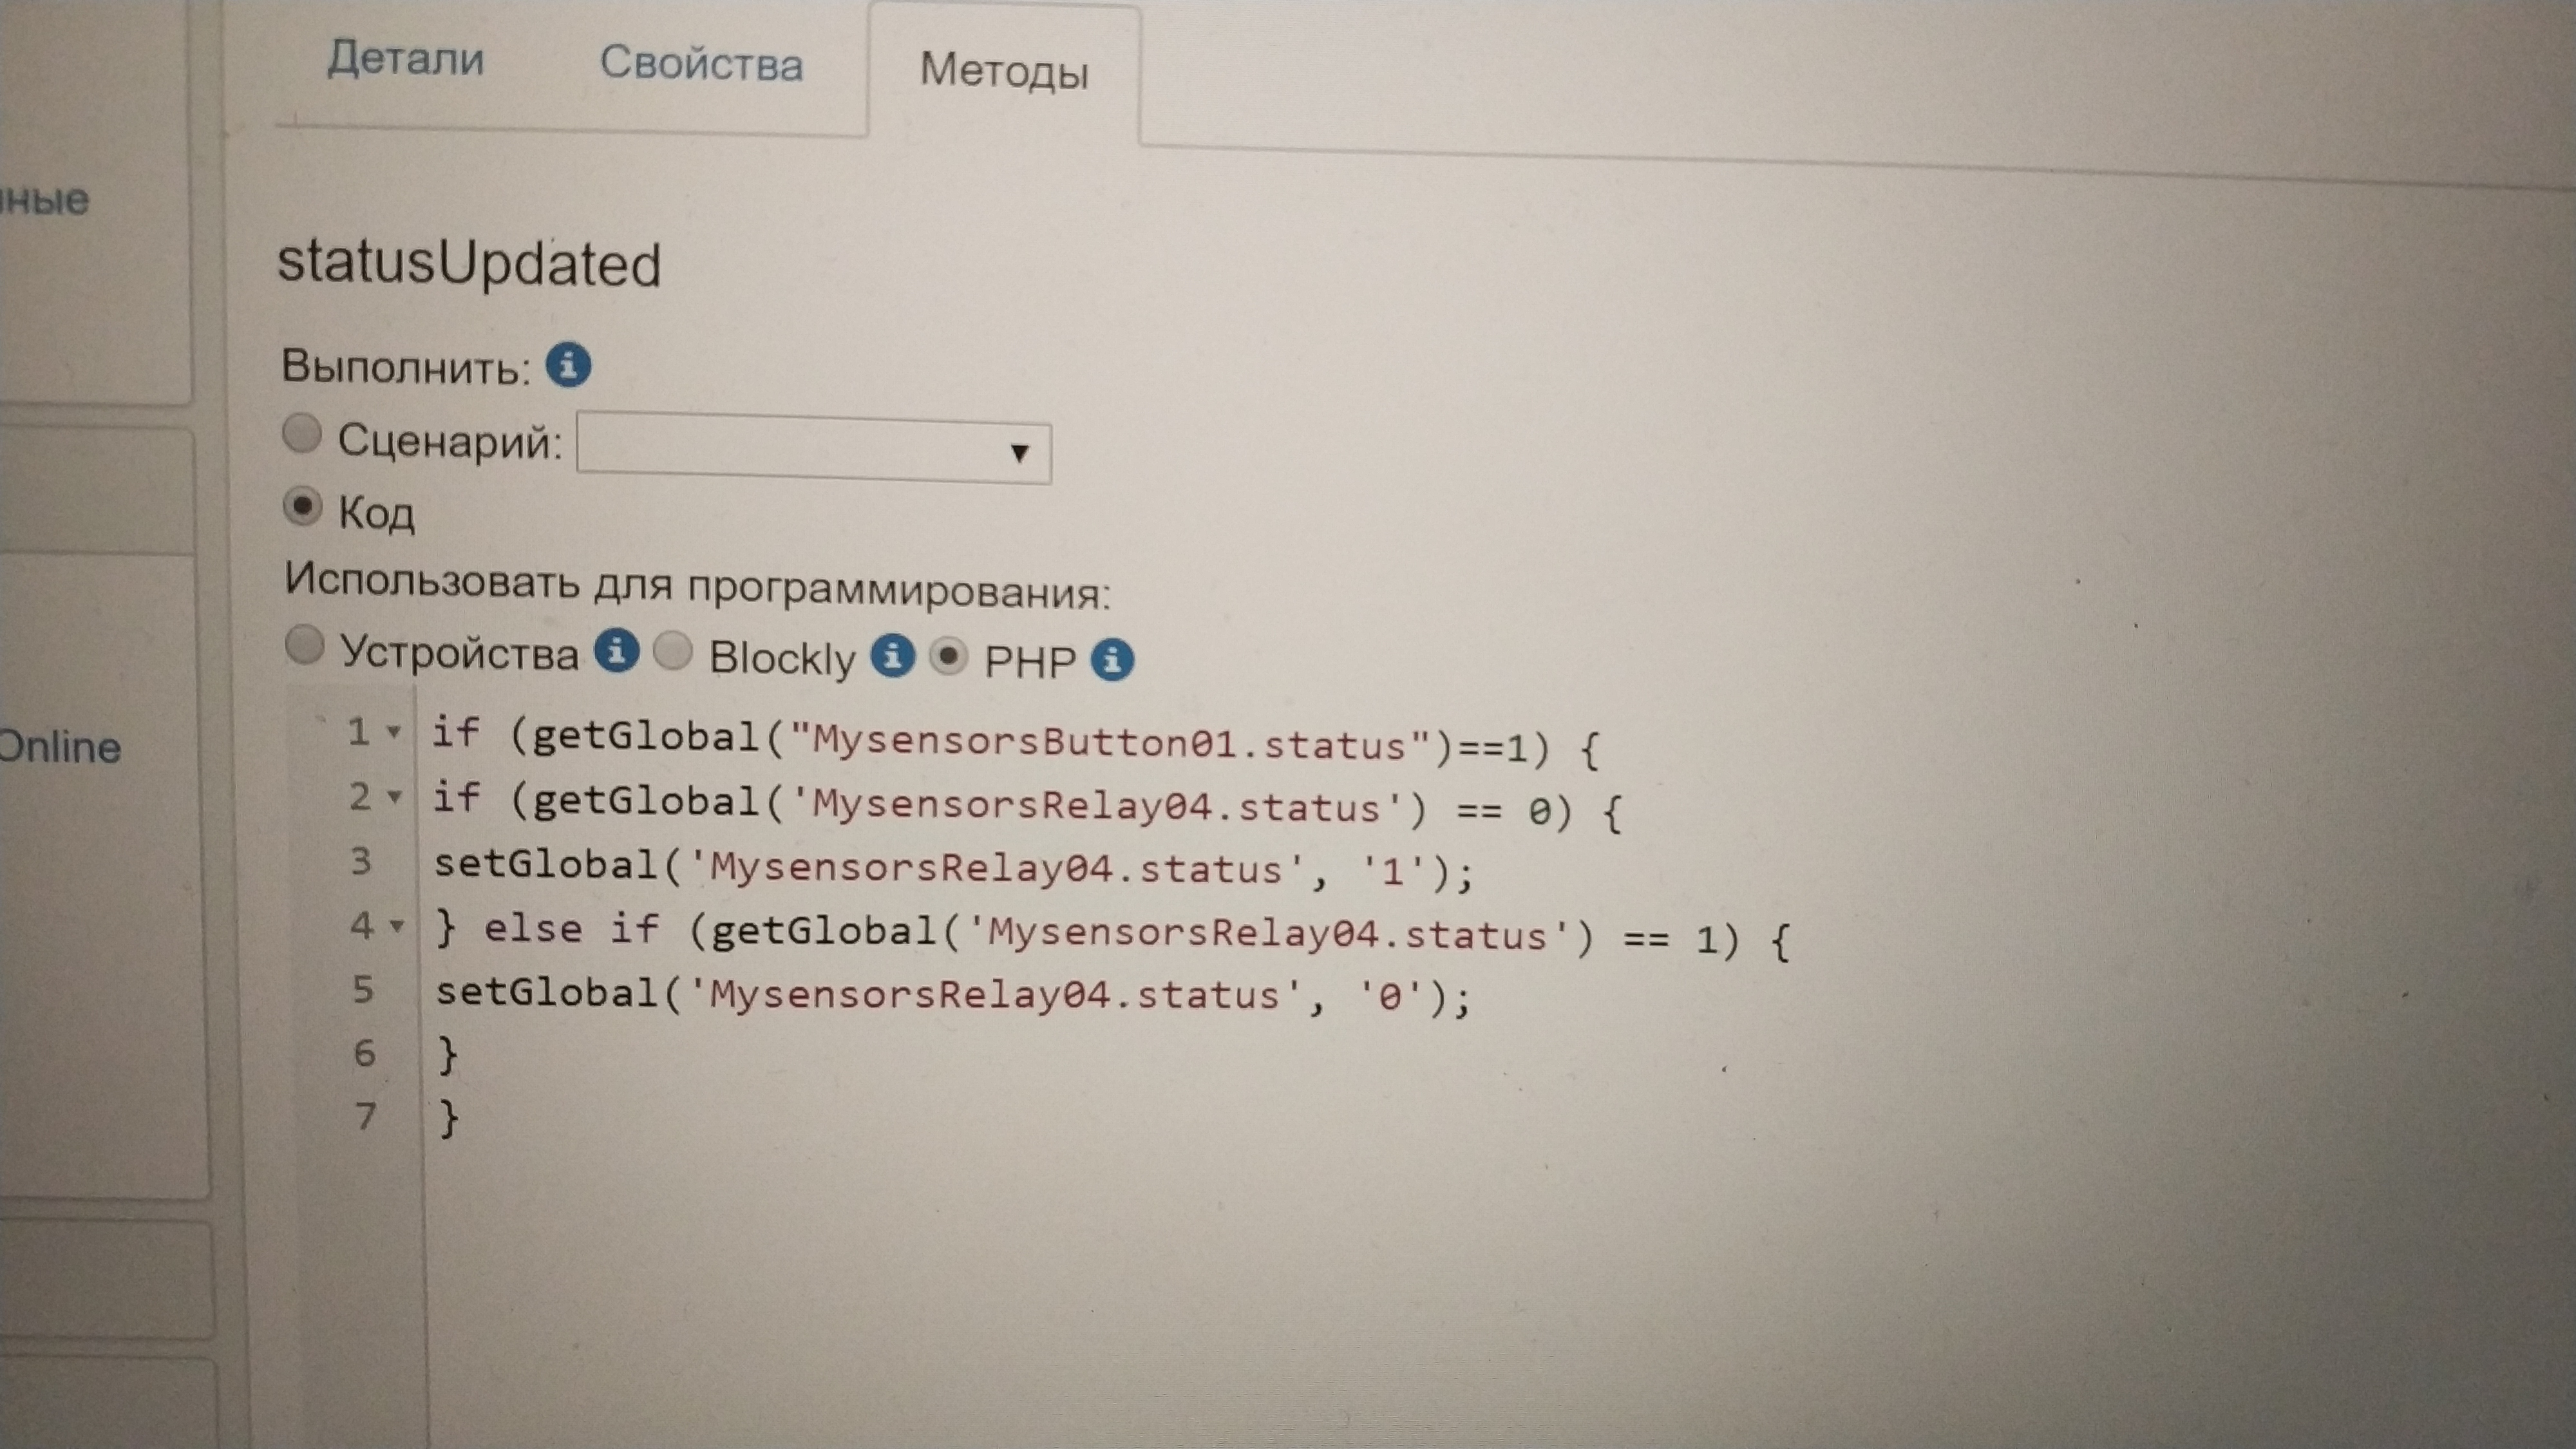 Детали Свойства Методы
ные
statusUpdated
Выполнить: i
Сценарий:
Код
Использовать для программирования:
Устройства i Blockly i PHP i
Online
1 if (getGlobal("MysensorsButton01.status")==1) {
2 if (getGlobal('MysensorsRelay04.status') == 0) {
3 setGlobal('MysensorsRelay04.status', '1');
4 } else if (getGlobal('MysensorsRelay04.status') == 1) {
5 setGlobal('MysensorsRelay04.status', '0');
6 }
7 }